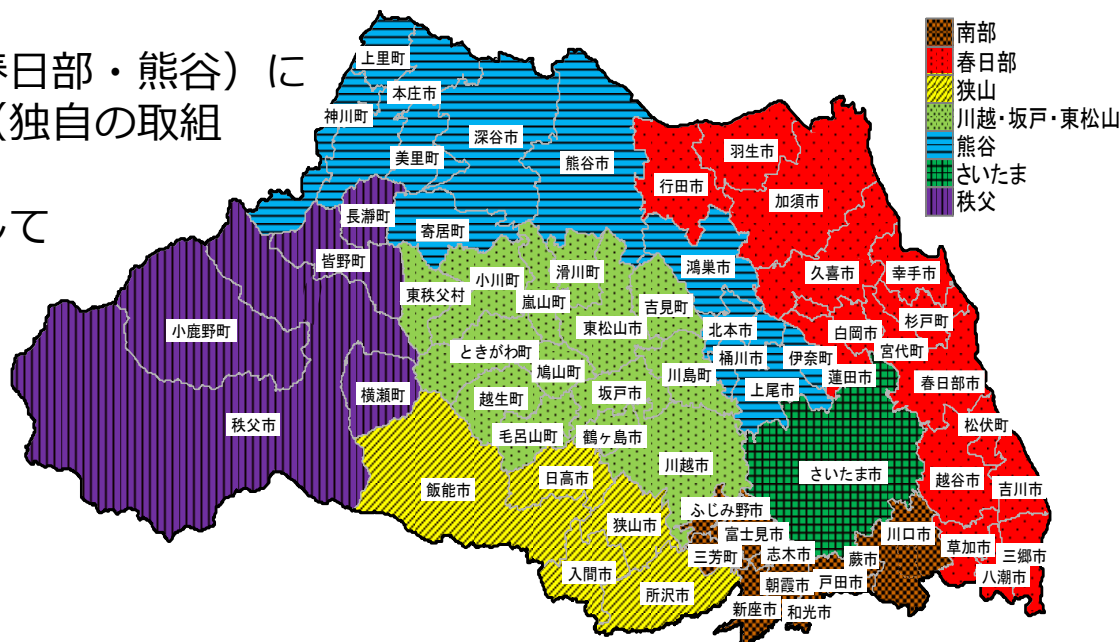 春日部・熊谷）に
（独自の取組
して
南部
春日部
狭山
川越・坂戸・東松山
熊谷
さいたま
秩父
上里町
本庄市
神川町
深谷市
美里町
熊谷市
羽生市
行田市
加須市
長瀞町
寄居町
皆野町
小川町
滑川町
鴻巣市
久喜市
幸手市
東秩父村
嵐山町
吉見町
小鹿野町
東松山市
北本市
白岡市
杉戸町
ときがわ町
桶川市
伊奈町
宮代町
鳩山町
川島町
蓮田市
横瀬町
越生町
坂戸市
上尾市
春日部市
秩父市
毛呂山町
鶴ヶ島市
松伏町
川越市
さいたま市
日高市
飯能市
越谷市
吉川市
ふじみ野市
狭山市
富士見市
川口市
三芳町
志木市
蕨市
草加市
三郷市
入間市
所沢市
朝霞市
戸田市
八潮市
新座市
和光市